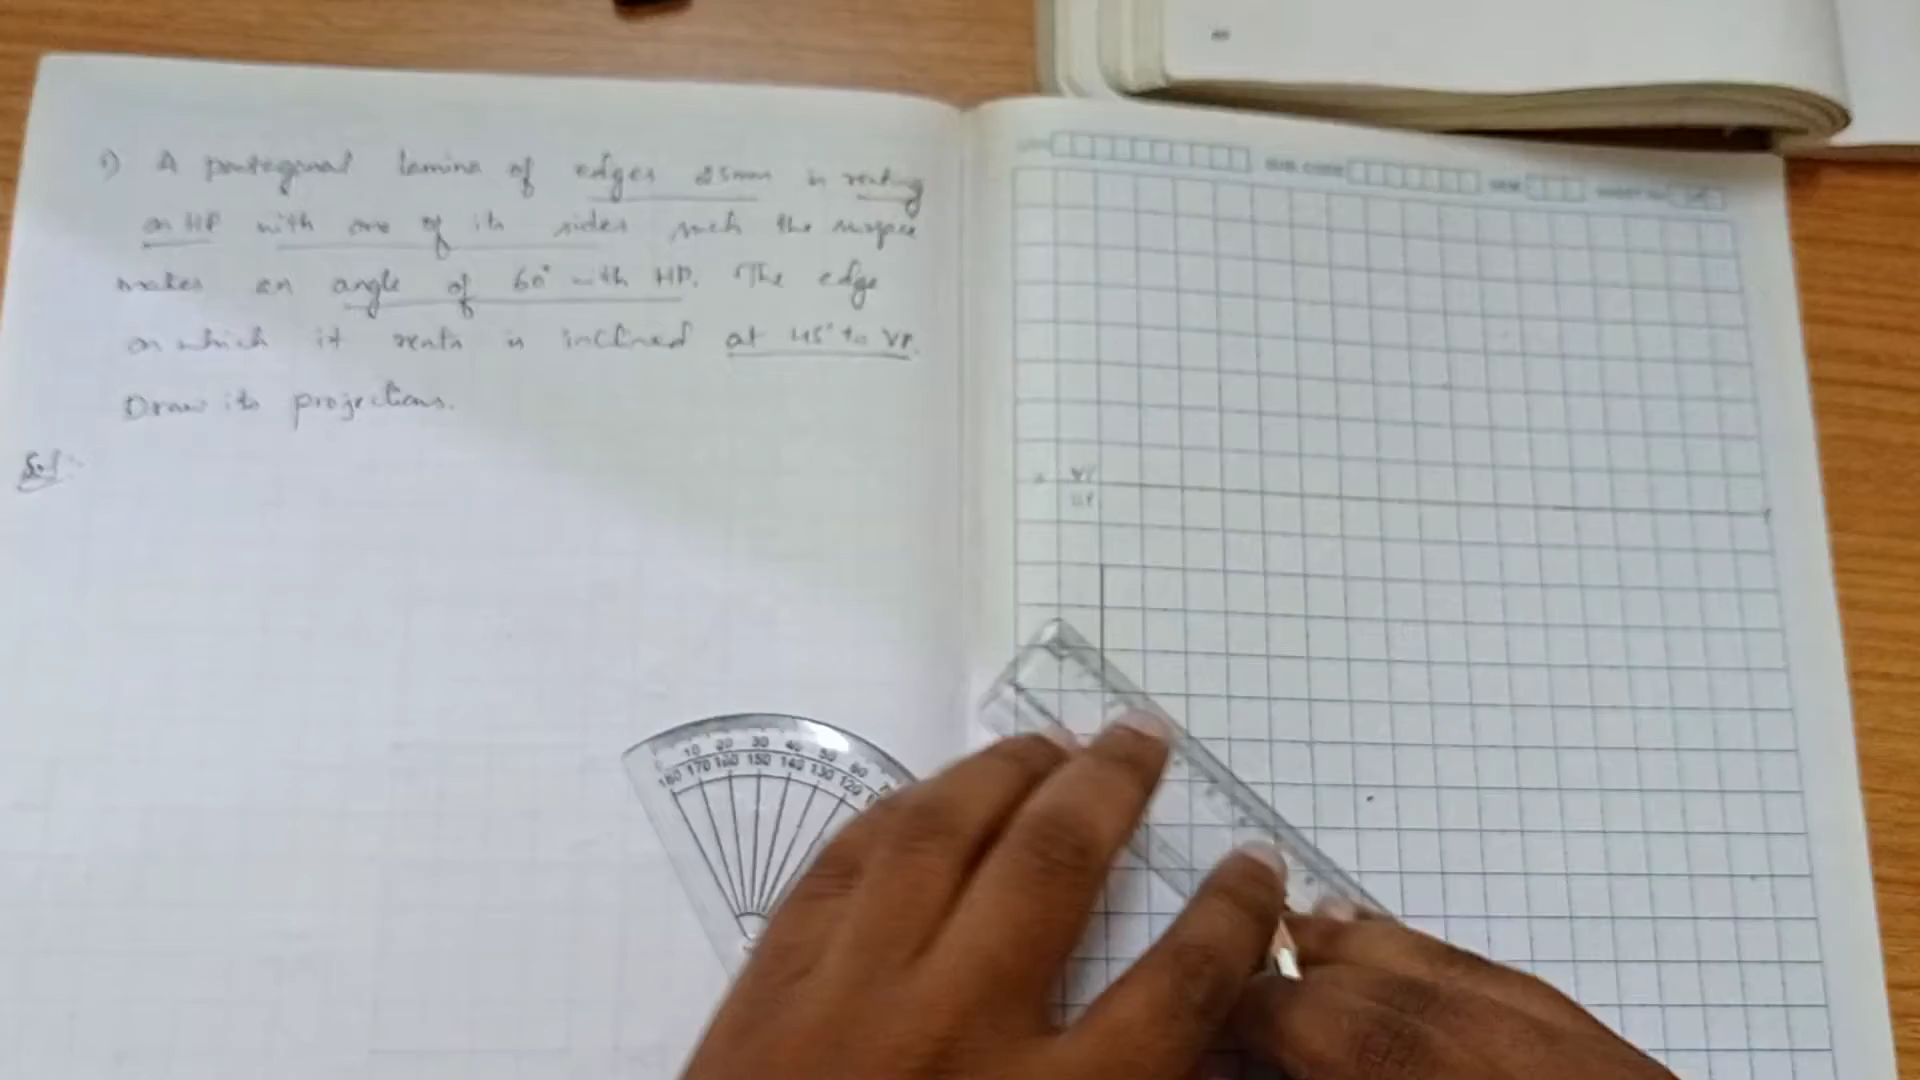 1) A pentagonal lamina of edges 25mm is resting
on HP with one of its sides such the surface
makes an angle of 60° with HP. The edge
on which it rests is inclined at 45° to VP.
Draw its projections.
Sol:-
SUB CODE
x VP
HP
10 20 30 40 50 60
180 170 160 150 140 130 120